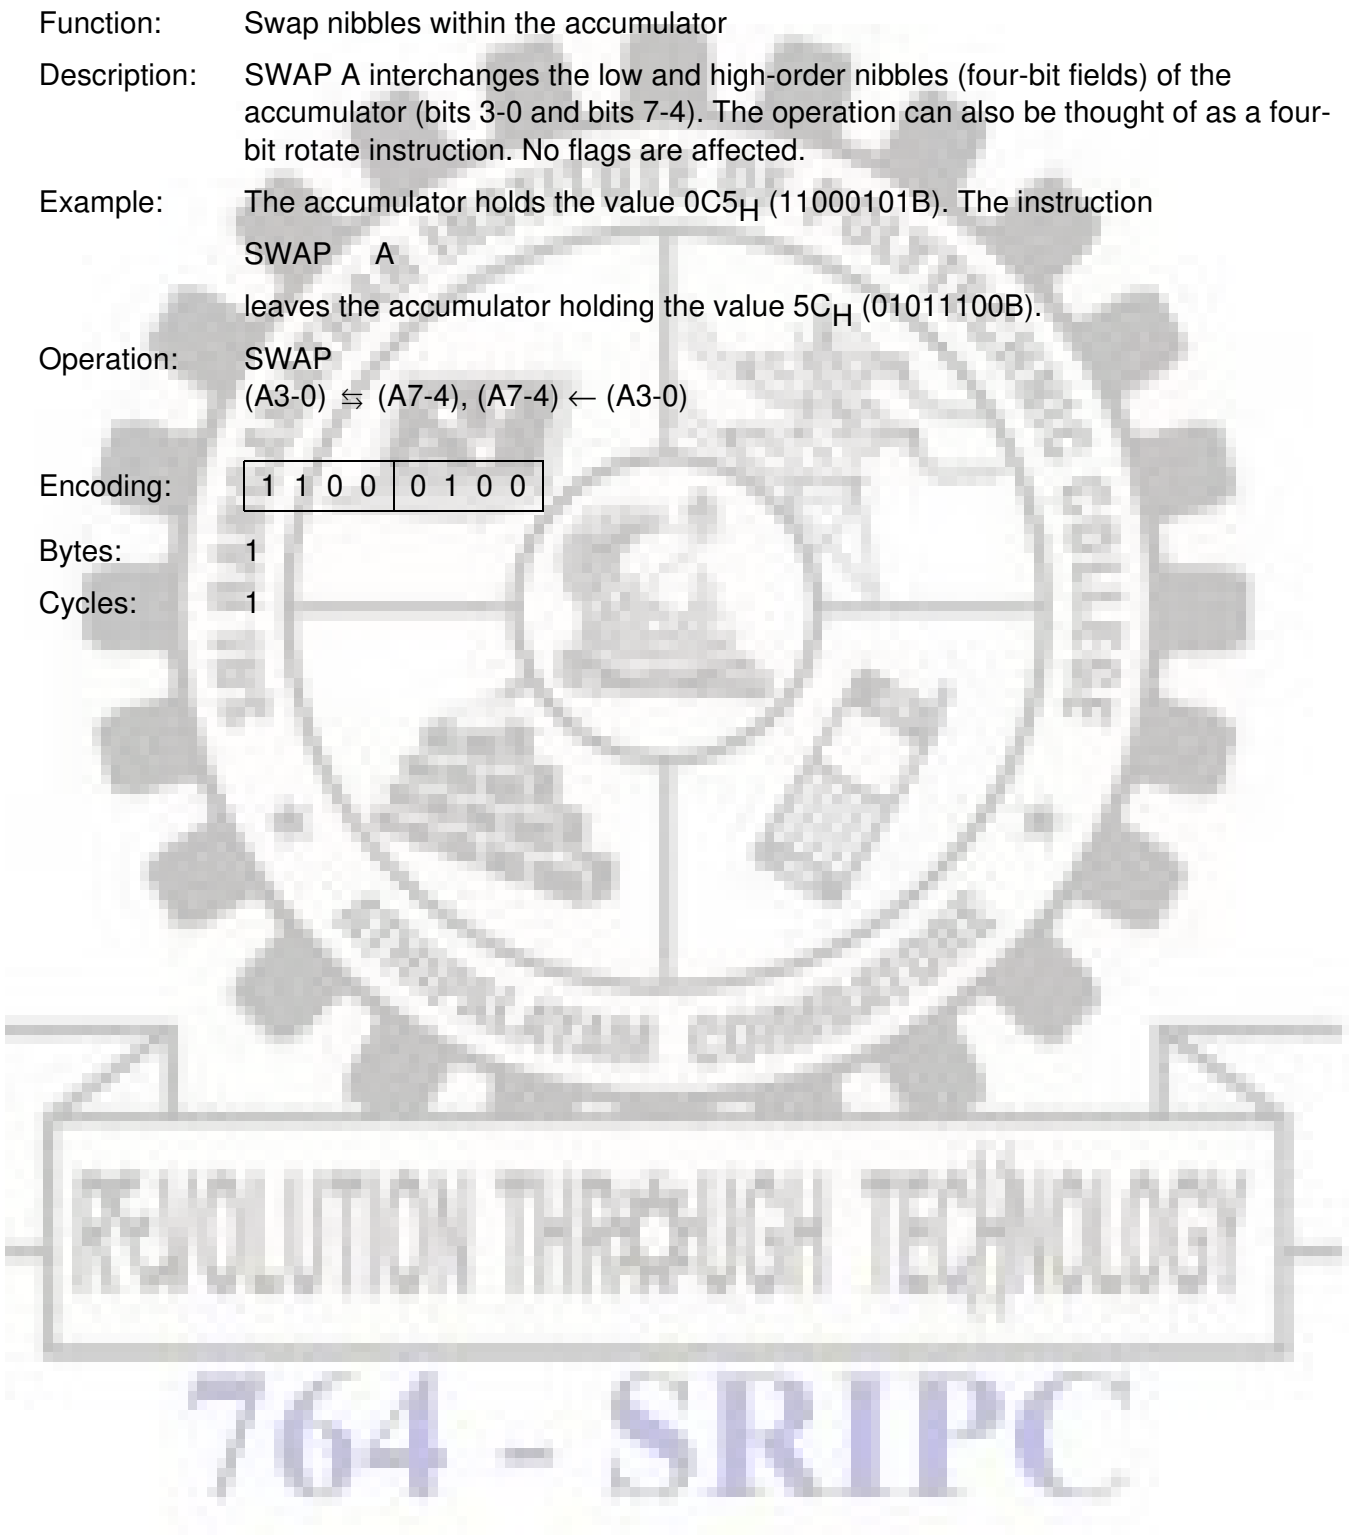 Function: Swap nibbles within the accumulator
Description: SWAP A interchanges the low and high-order nibbles (four-bit fields) of the
accumulator (bits 3-0 and bits 7-4). The operation can also be thought of as a four-
bit rotate instruction. No flags are affected.
Example: The accumulator holds the value 0C5H (11000101B). The instruction
SWAP A
leaves the accumulator holding the value 5CH (01011100B).
Operation: SWAP
(A3-0) ⇆ (A7-4), (A7-4) ← (A3-0)
Encoding: 1 1 0 0 0 1 0 0
Bytes: 1
Cycles: 1
COLLEGE
REVOLUTION THROUGH TECHNOLOGY
764 - SRIPC